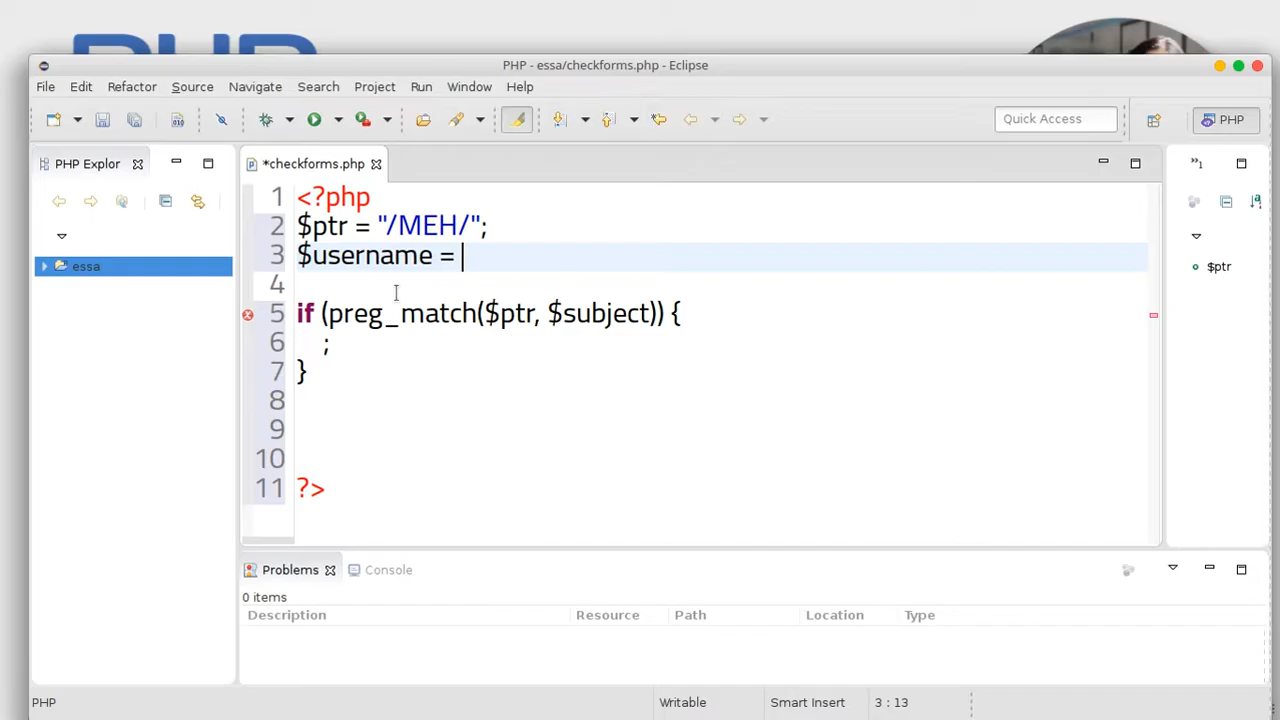 PHP
PHP - essa/checkforms.php - Eclipse
File Edit Refactor Source Navigate Search Project Run Window Help
Quick Access
PHP
PHP Explor
*checkforms.php
1 <?php
2 $ptr = "/MEH/";
3 $username =
4
5 if (preg_match($ptr, $subject)) {
6 ;
7 }
8
9
10
11 ?>
essa
$ptr
Problems Console
0 items
Description Resource Path Location Type
PHP Writable Smart Insert 3 : 13